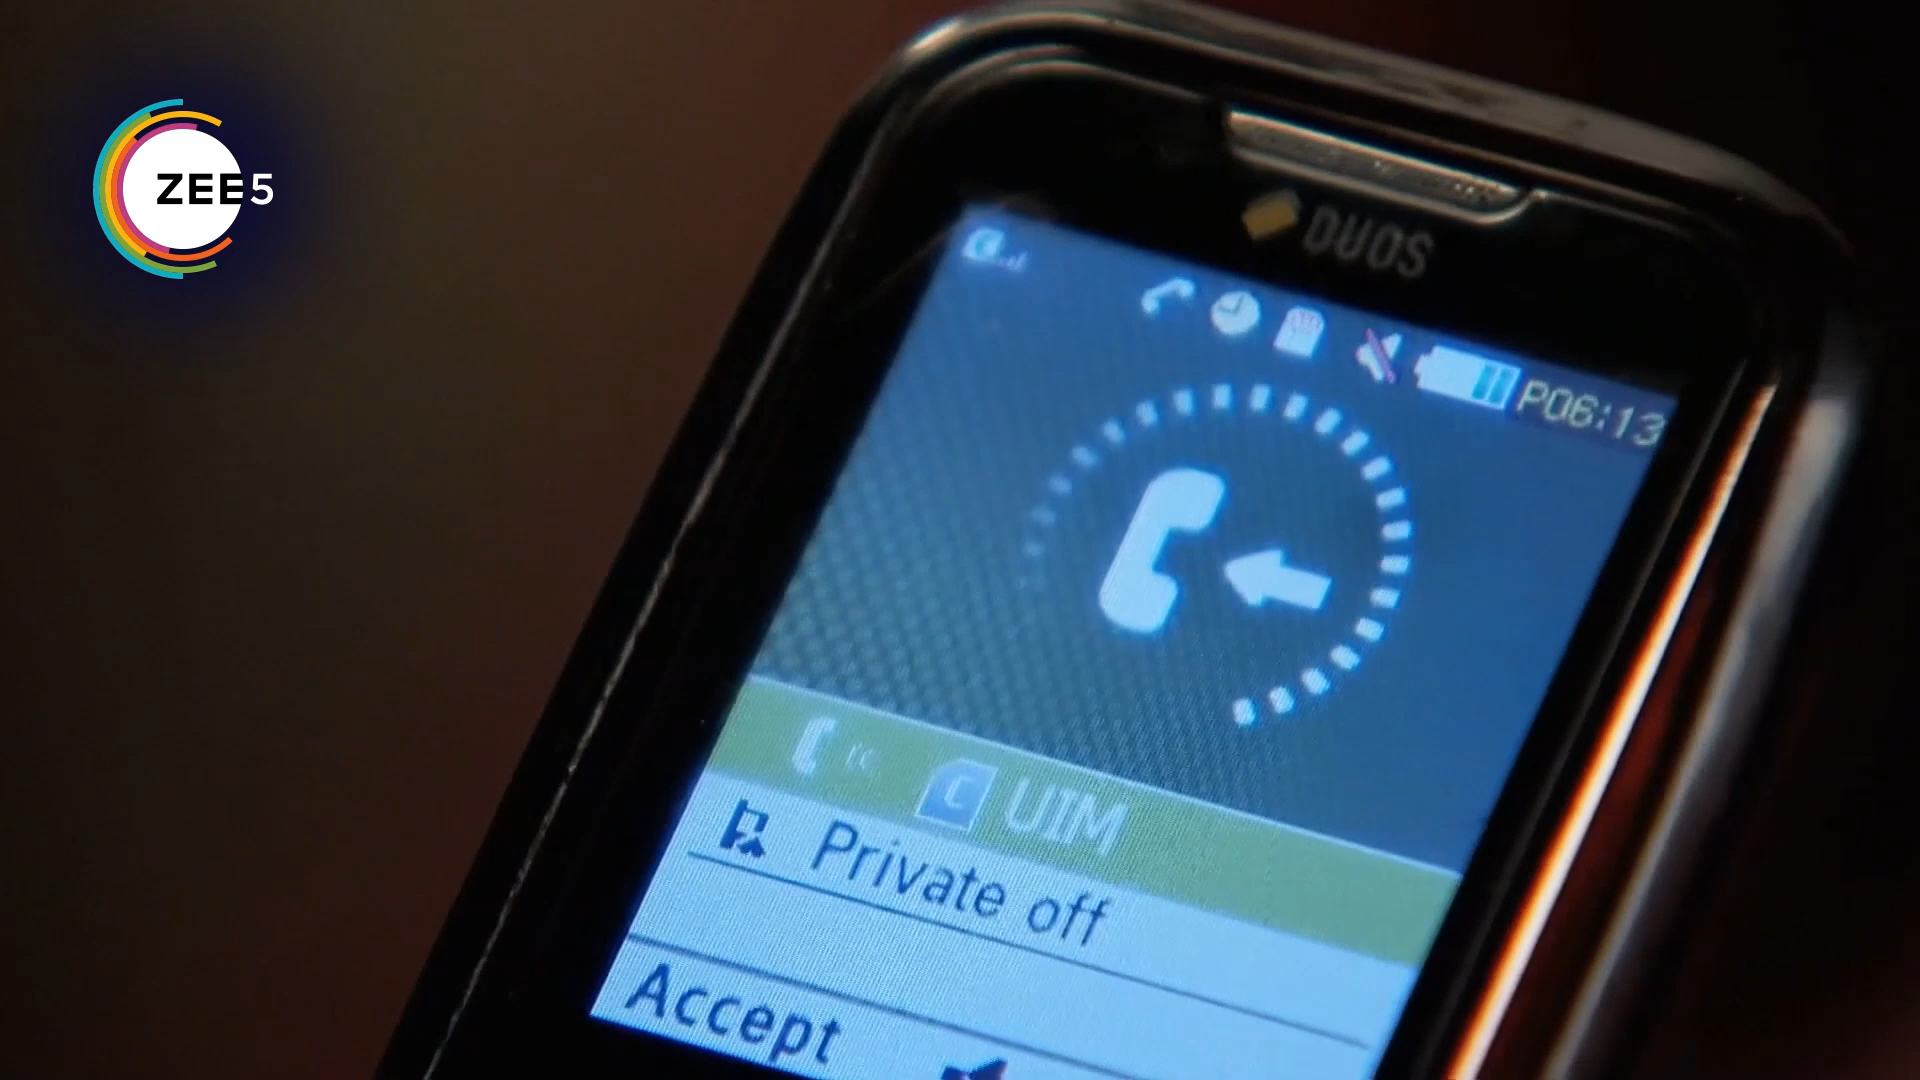 ZEE5
DUOS
P06:13
UIM
Private off
Accept